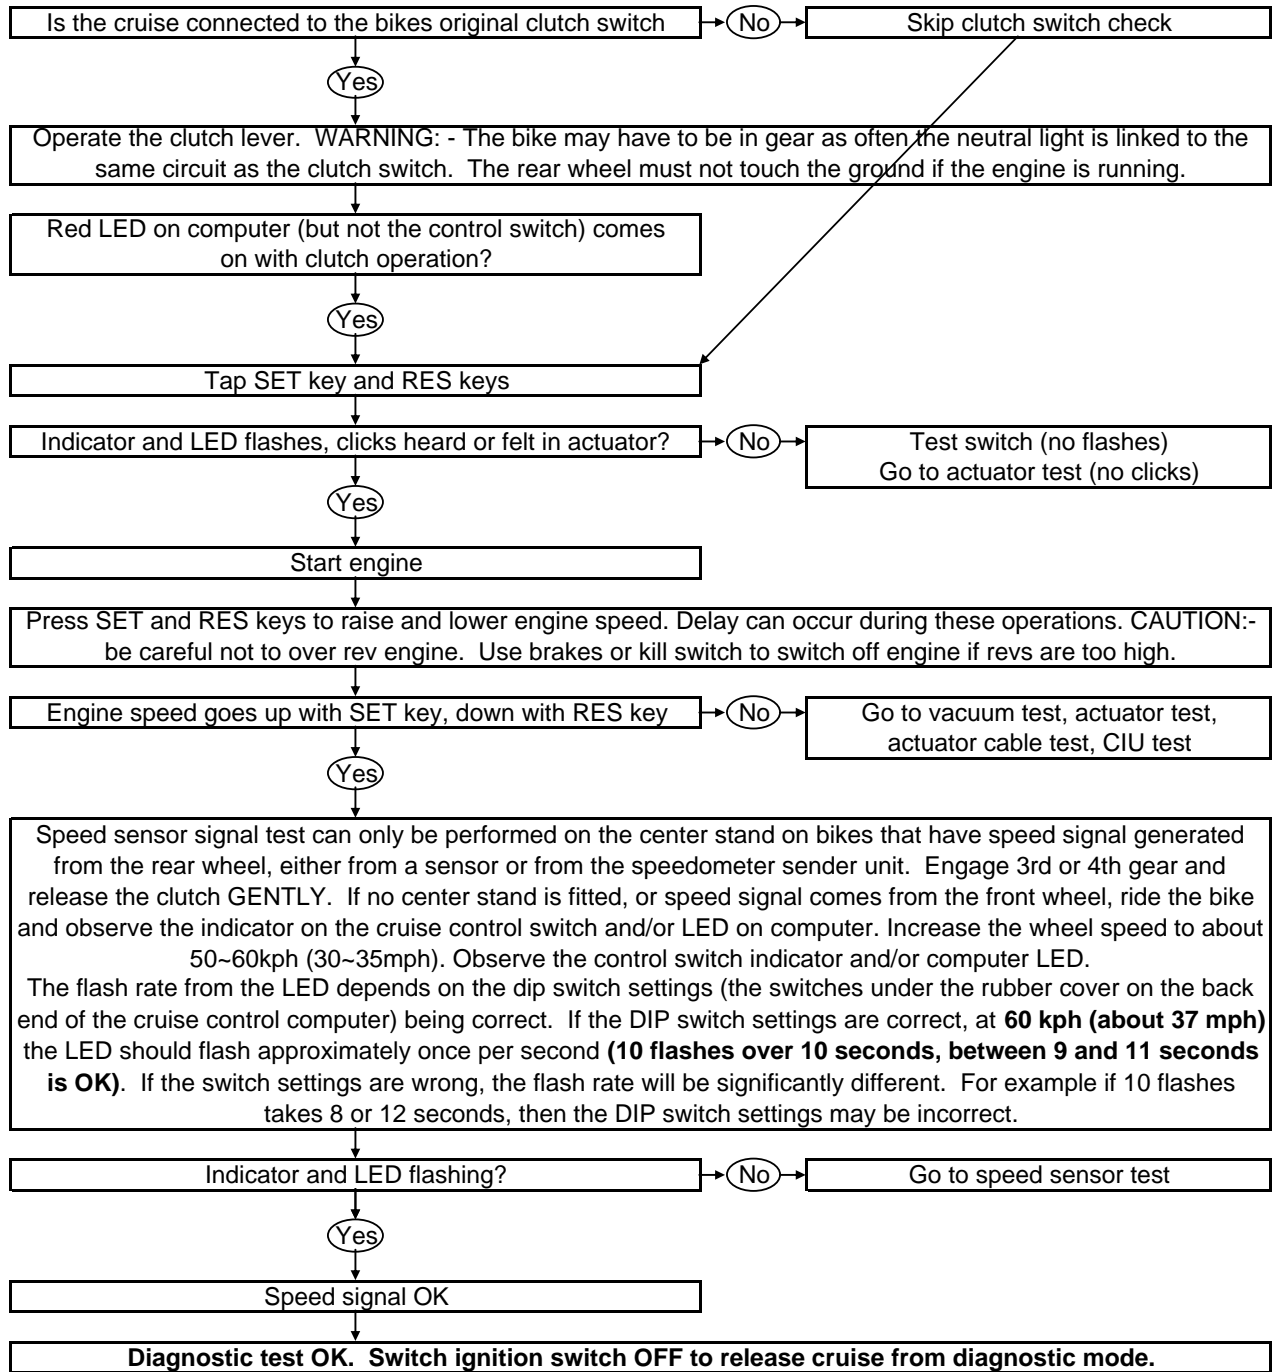 Is the cruise connected to the bikes original clutch switch
No
Skip clutch switch check
Yes
Operate the clutch lever.  WARNING: - The bike may have to be in gear as often the neutral light is linked to the
same circuit as the clutch switch.  The rear wheel must not touch the ground if the engine is running.
Red LED on computer (but not the control switch) comes
on with clutch operation?
Yes
Tap SET key and RES keys
Indicator and LED flashes, clicks heard or felt in actuator?
No
Test switch (no flashes)
Go to actuator test (no clicks)
Yes
Start engine
Press SET and RES keys to raise and lower engine speed. Delay can occur during these operations. CAUTION:-
be careful not to over rev engine.  Use brakes or kill switch to switch off engine if revs are too high.
Engine speed goes up with SET key, down with RES key
No
Go to vacuum test, actuator test,
actuator cable test, CIU test
Yes
Speed sensor signal test can only be performed on the center stand on bikes that have speed signal generated
from the rear wheel, either from a sensor or from the speedometer sender unit.  Engage 3rd or 4th gear and
release the clutch GENTLY.  If no center stand is fitted, or speed signal comes from the front wheel, ride the bike
and observe the indicator on the cruise control switch and/or LED on computer. Increase the wheel speed to about
50~60kph (30~35mph). Observe the control switch indicator and/or computer LED.
The flash rate from the LED depends on the dip switch settings (the switches under the rubber cover on the back
end of the cruise control computer) being correct.  If the DIP switch settings are correct, at 60 kph (about 37 mph)
the LED should flash approximately once per second (10 flashes over 10 seconds, between 9 and 11 seconds
is OK).  If the switch settings are wrong, the flash rate will be significantly different.  For example if 10 flashes
takes 8 or 12 seconds, then the DIP switch settings may be incorrect.
Indicator and LED flashing?
No
Go to speed sensor test
Yes
Speed signal OK
Diagnostic test OK.  Switch ignition switch OFF to release cruise from diagnostic mode.